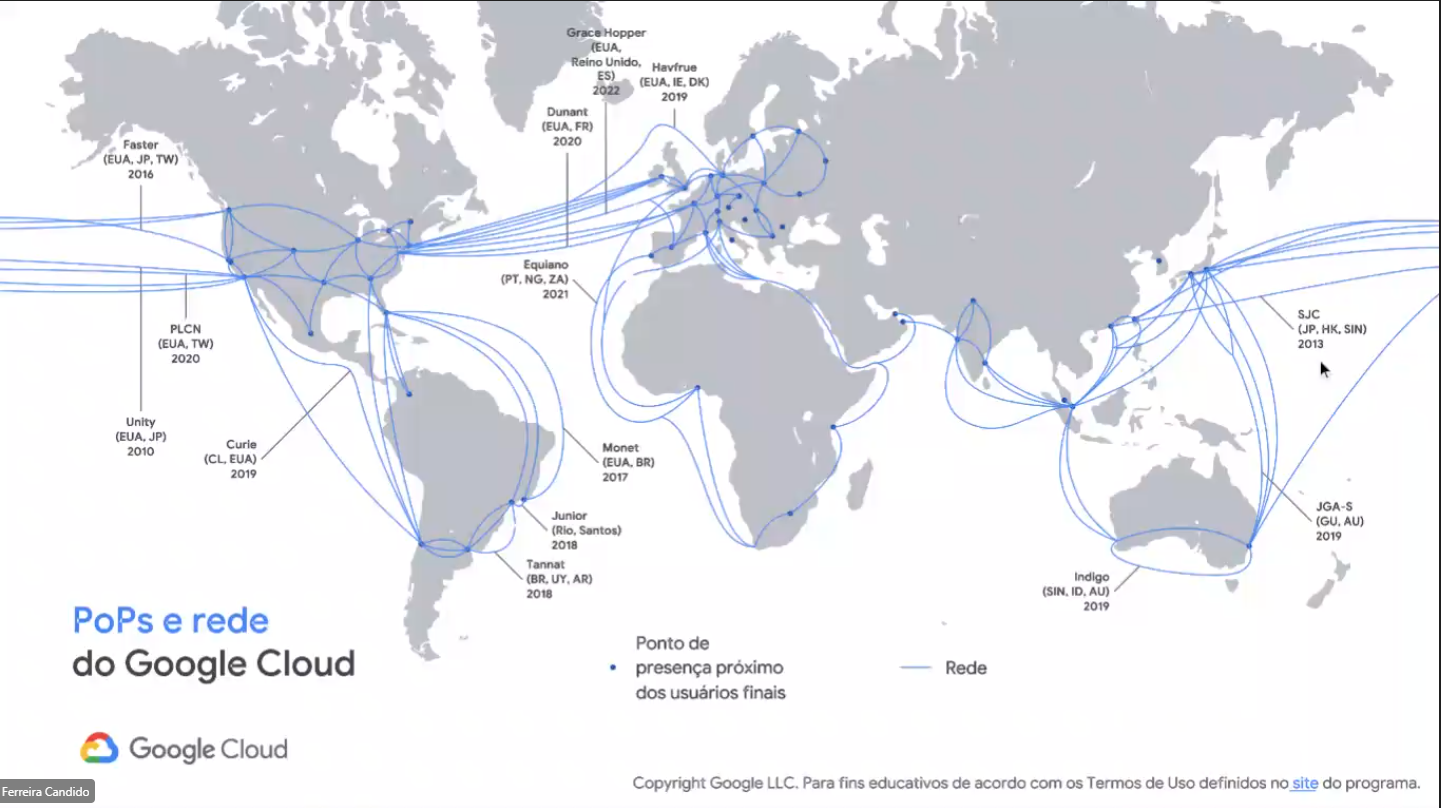 Grace Hopper
(EUA,
Reino Unido,
ES)
2022
Havfrue
(EUA, IE, DK)
2019
Dunant
(EUA, FR)
2020
Faster
(EUA, JP, TW)
2016
Equiano
(PT, NG, ZA)
2021
PLCN
(EUA, TW)
2020
SJC
(JP, HK, SIN)
2013
Unity
(EUA, JP)
2010
Curie
(CL, EUA)
2019
Monet
(EUA, BR)
2017
Junior
(Rio, Santos)
2018
Tannat
(BR, UY, AR)
2018
JGA-S
(GU, AU)
2019
Indigo
(SIN, ID, AU)
2019
PoPs e rede
do Google Cloud
Ponto de
presença próximo
dos usuários finais
Rede
Google Cloud
Copyright Google LLC. Para fins educativos de acordo com os Termos de Uso definidos no site do programa.
Ferreira Candido